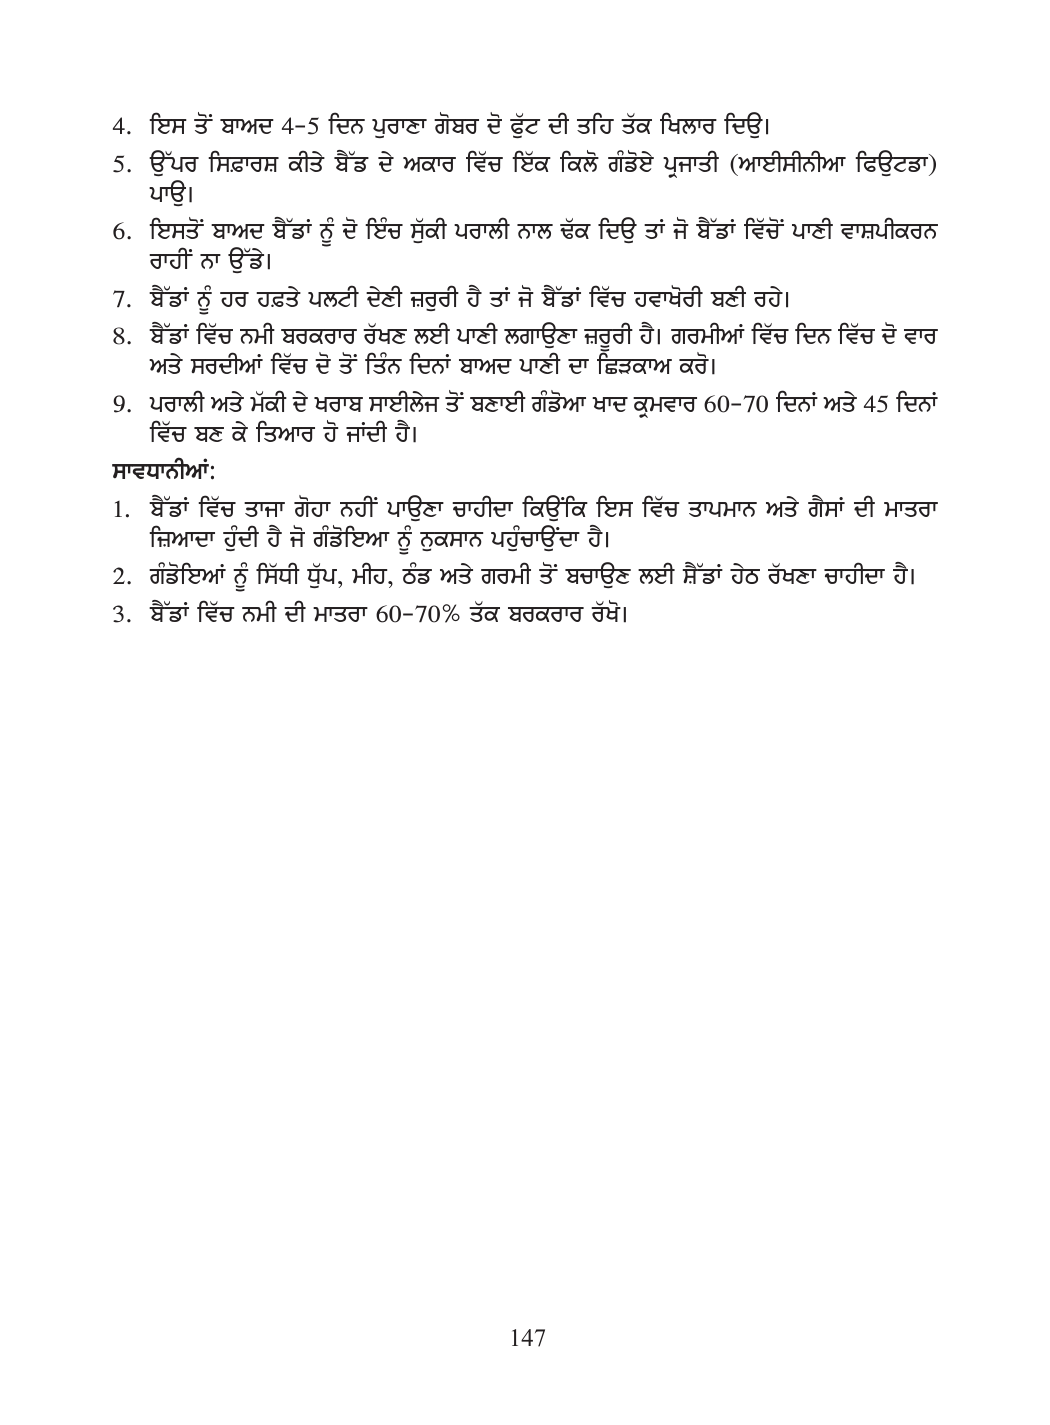 4. ਇਸ ਤੋਂ ਬਾਅਦ 4-5 ਦਿਨ ਪੁਰਾਣਾ ਗੋਬਰ ਦੋ ਫੁੱਟ ਦੀ ਤਹਿ ਤੱਕ ਖਿਲਾਰ ਦਿਉ।
5. ਉੱਪਰ ਸਿਫ਼ਾਰਸ਼ ਕੀਤੇ ਬੈੱਡ ਦੇ ਅਕਾਰ ਵਿੱਚ ਇੱਕ ਕਿਲੋ ਗੰਡੋਏ ਪ੍ਰਜਾਤੀ (ਆਈਸੀਨੀਆ ਫਿਉਟਡਾ)
ਪਾਉ।
6. ਇਸਤੋਂ ਬਾਅਦ ਬੈੱਡਾਂ ਨੂੰ ਦੋ ਇੰਚ ਸੁੱਕੀ ਪਰਾਲੀ ਨਾਲ ਢੱਕ ਦਿਉ ਤਾਂ ਜੋ ਬੈੱਡਾਂ ਵਿੱਚੋਂ ਪਾਣੀ ਵਾਸ਼ਪੀਕਰਨ
ਰਾਹੀਂ ਨਾ ਉੱਡੇ।
7. ਬੈੱਡਾਂ ਨੂੰ ਹਰ ਹਫ਼ਤੇ ਪਲਟੀ ਦੇਣੀ ਜ਼ਰੁਰੀ ਹੈ ਤਾਂ ਜੋ ਬੈੱਡਾਂ ਵਿੱਚ ਹਵਾਖੋਰੀ ਬਣੀ ਰਹੇ।
8. ਬੈੱਡਾਂ ਵਿੱਚ ਨਮੀ ਬਰਕਰਾਰ ਰੱਖਣ ਲਈ ਪਾਣੀ ਲਗਾਉਣਾ ਜ਼ਰੂਰੀ ਹੈ। ਗਰਮੀਆਂ ਵਿੱਚ ਦਿਨ ਵਿੱਚ ਦੋ ਵਾਰ
ਅਤੇ ਸਰਦੀਆਂ ਵਿੱਚ ਦੋ ਤੋਂ ਤਿੰਨ ਦਿਨਾਂ ਬਾਅਦ ਪਾਣੀ ਦਾ ਛਿੜਕਾਅ ਕਰੋ।
9. ਪਰਾਲੀ ਅਤੇ ਮੱਕੀ ਦੇ ਖਰਾਬ ਸਾਈਲੇਜ ਤੋਂ ਬਣਾਈ ਗੰਡੋਆ ਖਾਦ ਕ੍ਰਮਵਾਰ 60-70 ਦਿਨਾਂ ਅਤੇ 45 ਦਿਨਾਂ
ਵਿੱਚ ਬਣ ਕੇ ਤਿਆਰ ਹੋ ਜਾਂਦੀ ਹੈ।
ਸਾਵਧਾਨੀਆਂ:
1. ਬੈੱਡਾਂ ਵਿੱਚ ਤਾਜਾ ਗੋਹਾ ਨਹੀਂ ਪਾਉਣਾ ਚਾਹੀਦਾ ਕਿਉਂਕਿ ਇਸ ਵਿੱਚ ਤਾਪਮਾਨ ਅਤੇ ਗੈਸਾਂ ਦੀ ਮਾਤਰਾ
ਜ਼ਿਆਦਾ ਹੁੰਦੀ ਹੈ ਜੋ ਗੰਡੋਇਆ ਨੂੰ ਨੁਕਸਾਨ ਪਹੁੰਚਾਉਂਦਾ ਹੈ।
2. ਗੰਡੋਇਆਂ ਨੂੰ ਸਿੱਧੀ ਧੁੱਪ, ਮੀਹ, ਠੰਡ ਅਤੇ ਗਰਮੀ ਤੋਂ ਬਚਾਉਣ ਲਈ ਸ਼ੈੱਡਾਂ ਹੇਠ ਰੱਖਣਾ ਚਾਹੀਦਾ ਹੈ।
3. ਬੈੱਡਾਂ ਵਿੱਚ ਨਮੀ ਦੀ ਮਾਤਰਾ 60-70% ਤੱਕ ਬਰਕਰਾਰ ਰੱਖੋ।
147